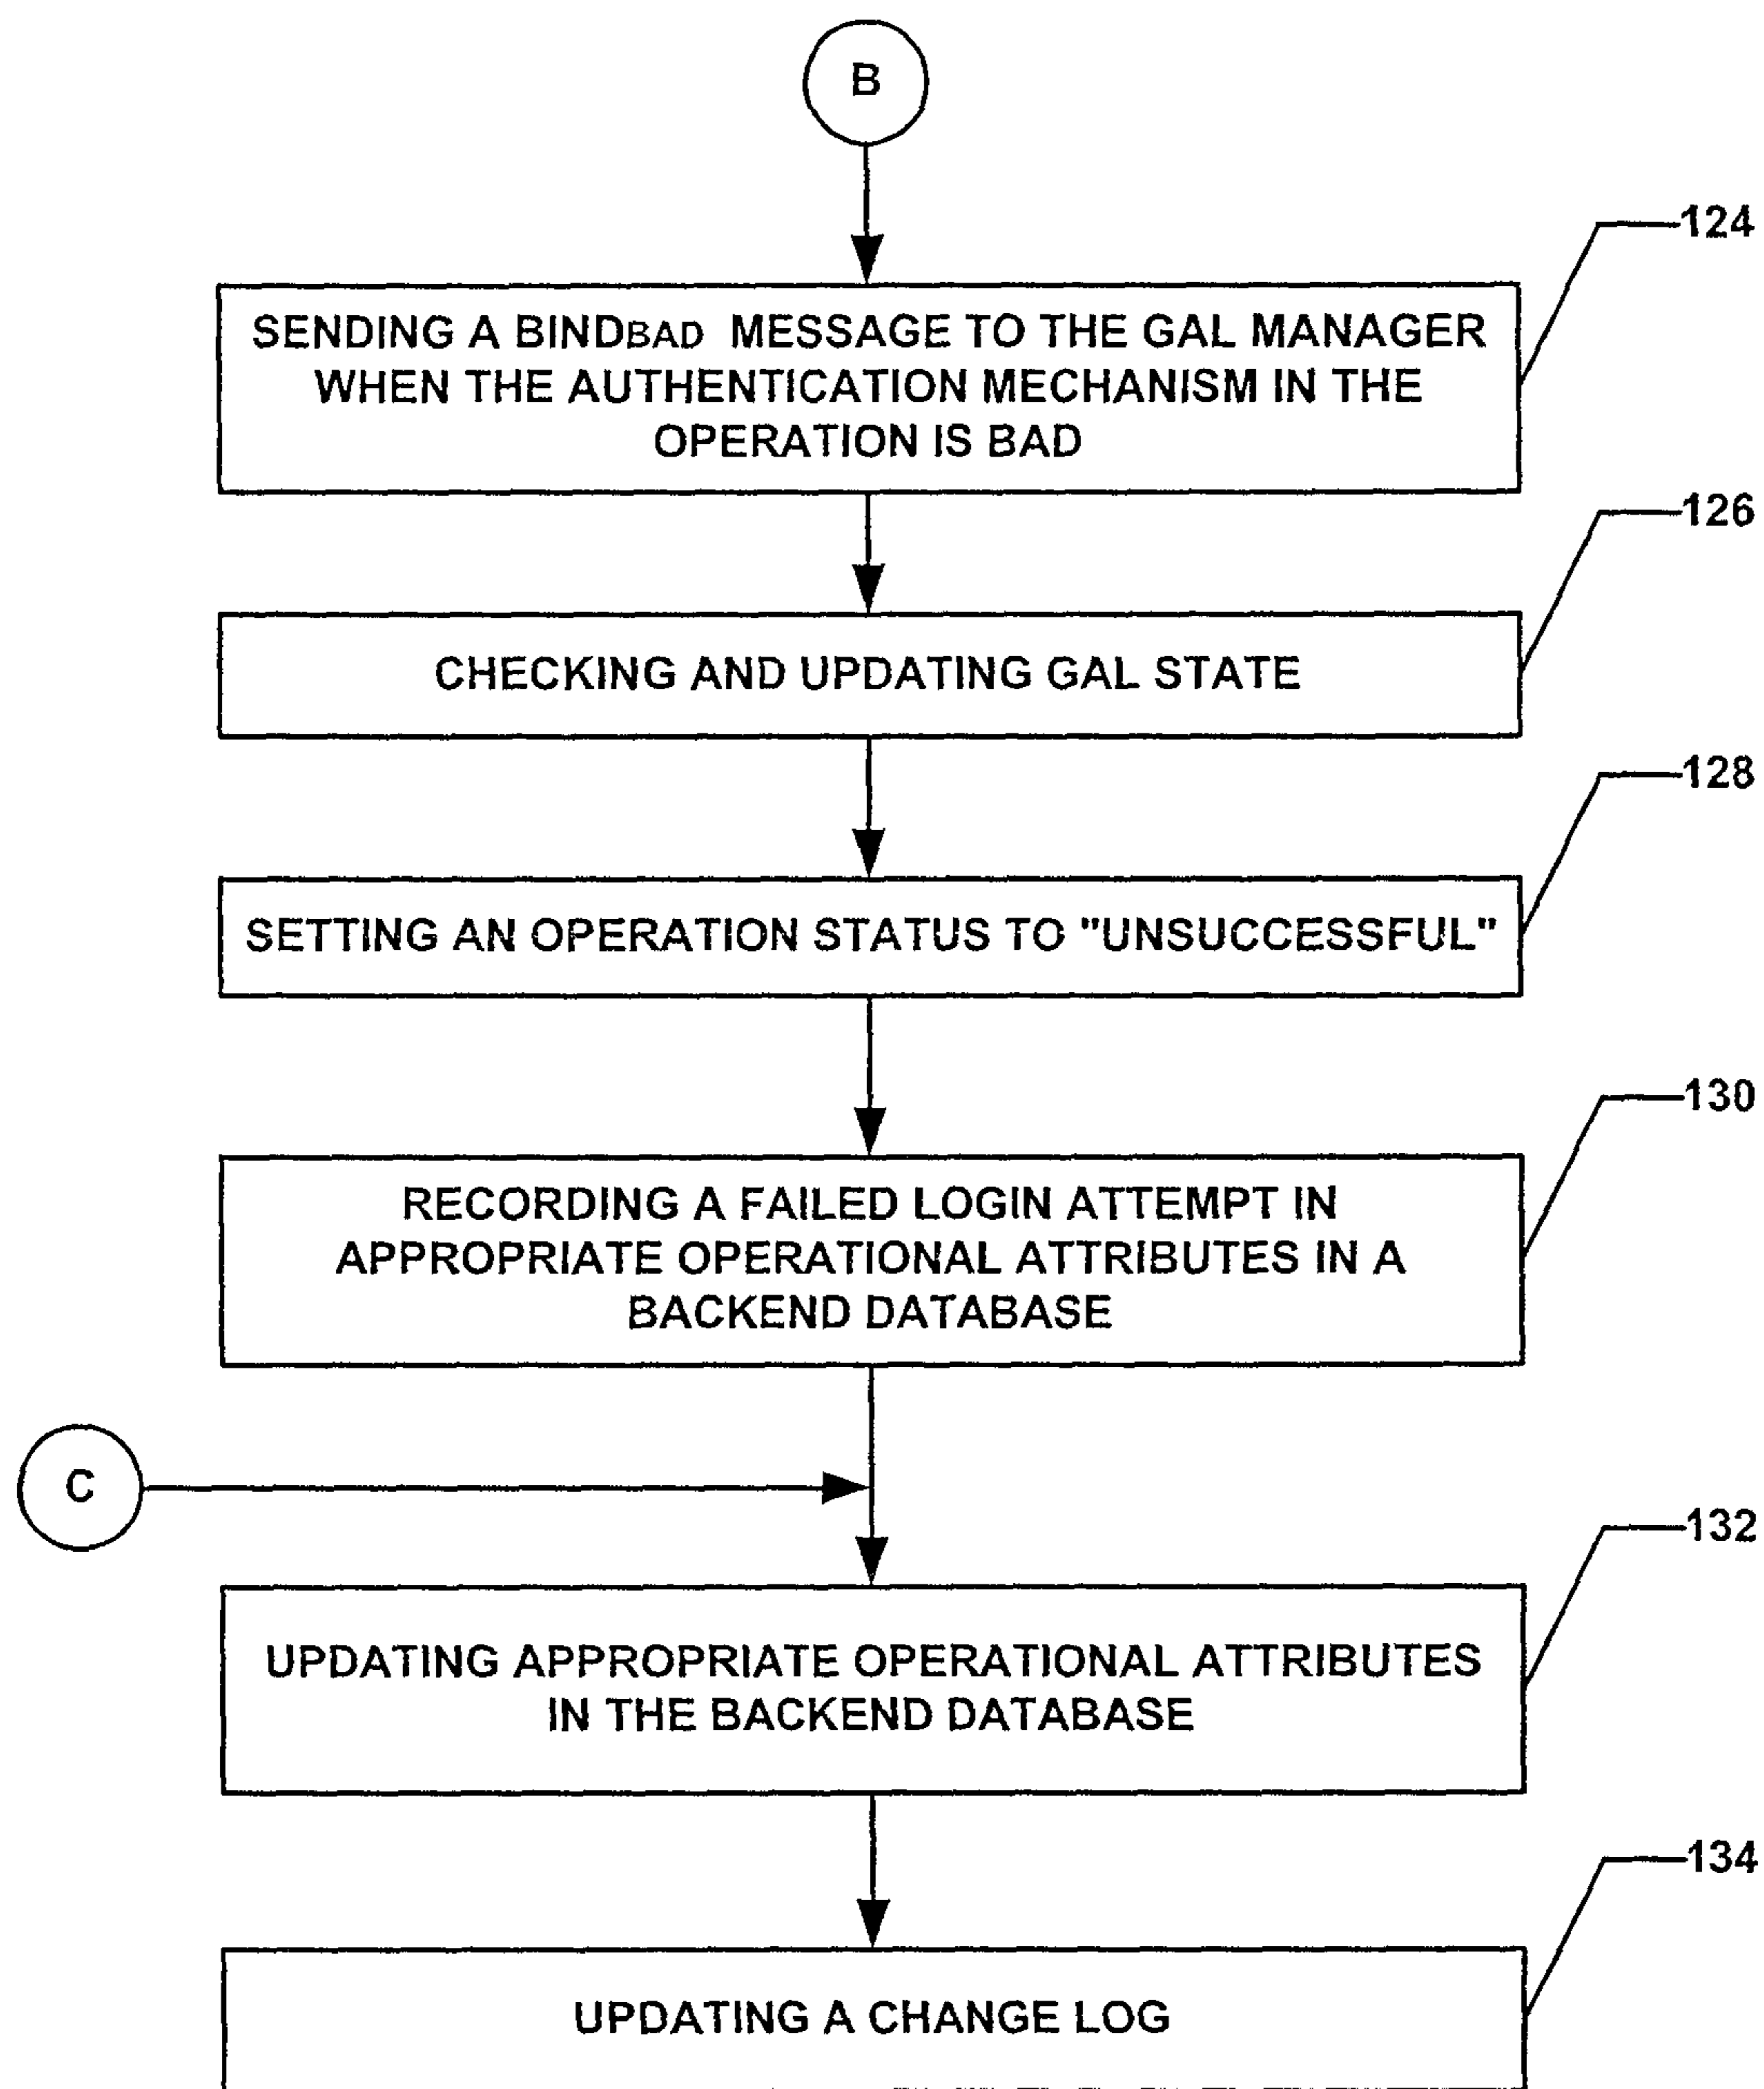 B
124
SENDING A BINDBAD MESSAGE TO THE GAL MANAGER
WHEN THE AUTHENTICATION MECHANISM IN THE
OPERATION IS BAD
126
CHECKING AND UPDATING GAL STATE
128
SETTING AN OPERATION STATUS TO "UNSUCCESSFUL"
130
RECORDING A FAILED LOGIN ATTEMPT IN
APPROPRIATE OPERATIONAL ATTRIBUTES IN A
BACKEND DATABASE
C
132
UPDATING APPROPRIATE OPERATIONAL ATTRIBUTES
IN THE BACKEND DATABASE
134
UPDATING A CHANGE LOG